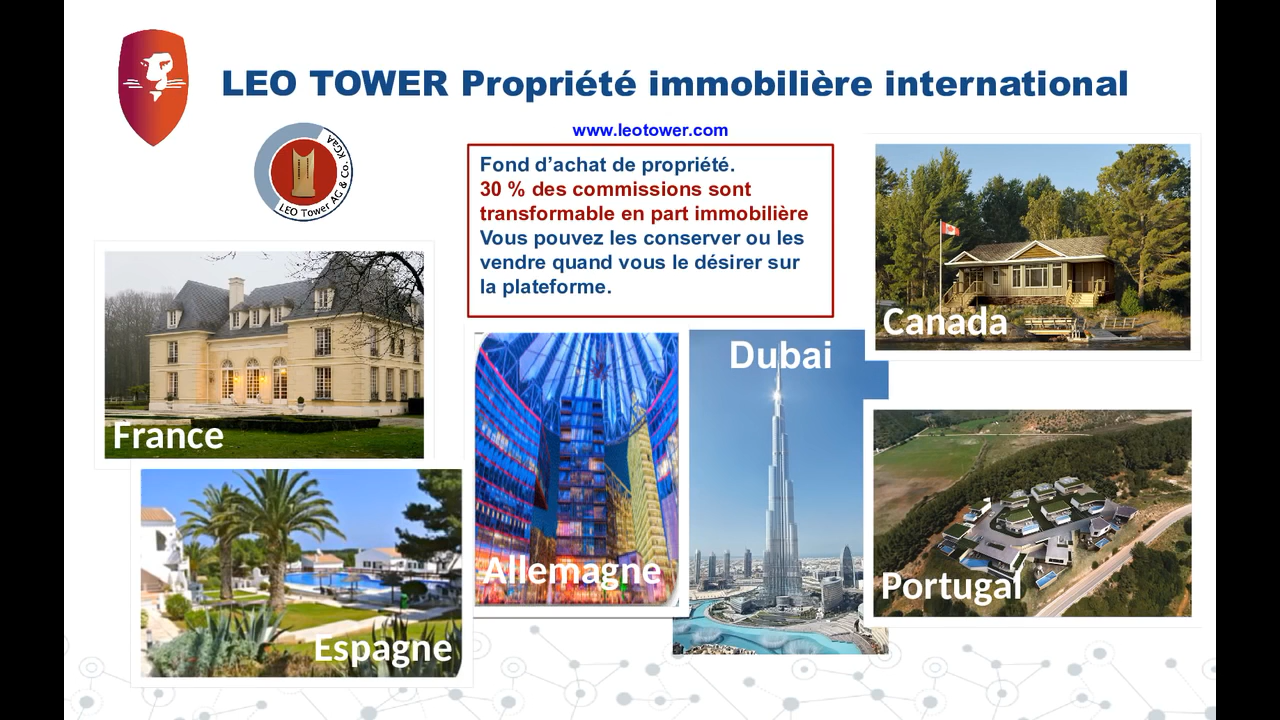 LEO TOWER Propriété immobilière international
www.leotower.com
LEO Tower AG & Co. KGaA
Fond d’achat de propriété.
30 % des commissions sont
transformable en part immobilière
Vous pouvez les conserver ou les
vendre quand vous le désirer sur
la plateforme.
Canada
France
Dubai
Allemagne
Portugal
Espagne